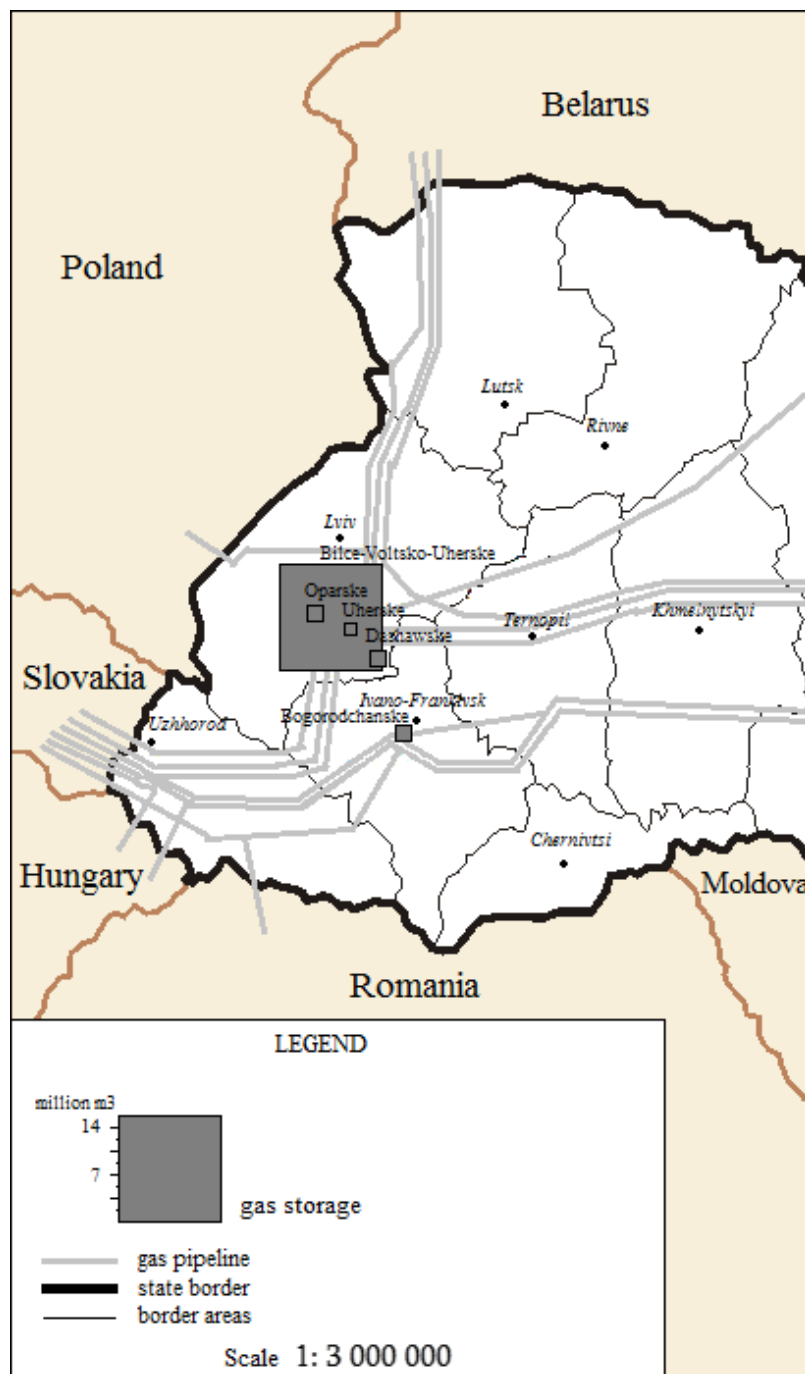 Belarus
Poland
Lutsk
Rivne
Lviv
Bilce-Voltsko-Uherske
Oparske
Uherske
Dashawske
Ternopil
Khmelnytskyi
Slovakia
Ivano-Frankivsk
Bogorodchanske
Uzhhorod
Chernivtsi
Hungary
Moldova
Romania
LEGEND
million m3
14
7
gas storage
gas pipeline
state border
border areas
Scale 1: 3 000 000